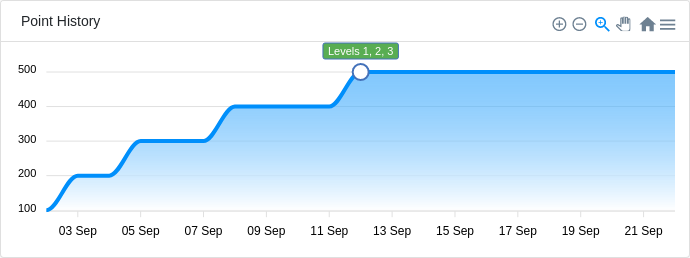 Point History
Levels 1, 2, 3
500
400
300
200
100
03 Sep 05 Sep 07 Sep 09 Sep 11 Sep 13 Sep 15 Sep 17 Sep 19 Sep 21 Sep